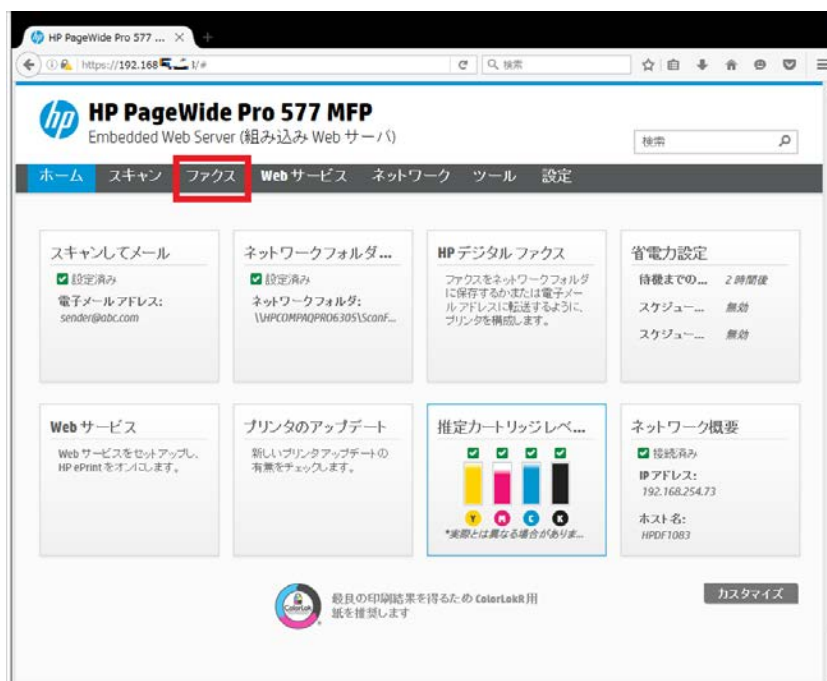 HP PageWide Pro 577 ...
https://192.168
検索
hp
HP PageWide Pro 577 MFP
Embedded Web Server (組み込み Web サーバ)
検索
ホーム スキャン ファクス Web サービス ネットワーク ツール 設定
スキャンしてメール
設定済み
電子メール アドレス:
sender@abc.com
ネットワークフォルダ...
設定済み
ネットワークフォルダ:
\\HPCOMPAQPRO6305\ScanF...
HP デジタル ファクス
ファクスをネットワークフォルダ
に保存するかまたは電子メー
ル アドレスに転送するように、
プリンタを構成します。
省電力設定
待機までの... 2 時間後
スケジュー... 無効
スケジュー... 無効
Web サービス
Web サービスをセットアップし、
HP ePrint をオンにします。
プリンタのアップデート
新しいプリンタ アップデートの
有無をチェックします。
推定カートリッジ レベ...
Y M C K
*実際とは異なる場合がありま...
ネットワーク概要
接続済み
IP アドレス:
192.168.254.73
ホスト名:
HPDF1083
ColorLok
最良の印刷結果を得るため ColorLokR 用
紙を推奨します
カスタマイズ